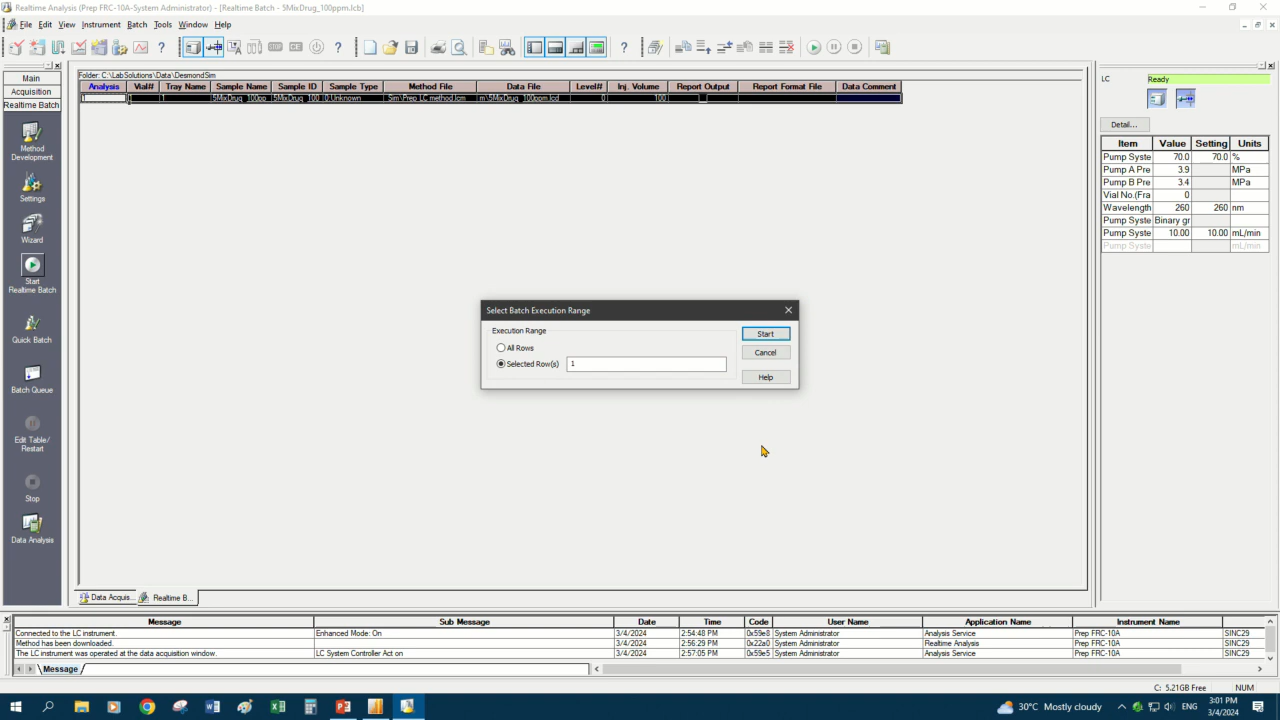 Realtime Analysis (Prep FRC-10A-System Administrator) - [Realtime Batch - 5MixDrug_100ppm.lcb]
File Edit View Instrument Batch Tools Window Help
Main
Acquisition
Realtime Batch
Method
Development
Settings
Wizard
Start
Realtime Batch
Quick Batch
Batch Queue
Edit Table/
Restart
Stop
Data Analysis
Folder: C:\LabSolutions\Data\DesmondSim
Analysis Vial# Tray Name Sample Name Sample ID Sample Type Method File Data File Level# Inj. Volume Report Output Report Format File Data Comment
1 1 1 5MixDrug_100pp 5MixDrug_100 0:Unknown Sim\Prep LC method.lcm m\5MixDrug_100ppm.lcd 0 100
Select Batch Execution Range
Execution Range
All Rows
Selected Row(s) 1
Start
Cancel
Help
LC Ready
Detail...
Item Value Setting Units
Pump Syste 70.0 70.0 %
Pump A Pre 3.9 MPa
Pump B Pre 3.4 MPa
Vial No.(Fra 0
Wavelength 260 260 nm
Pump Syste Binary gr
Pump Syste 10.00 10.00 mL/min
Pump Syste mL/min
Data Acquis... Realtime B...
Message Sub Message Date Time Code User Name Application Name Instrument Name
Connected to the LC instrument. Enhanced Mode: On 3/4/2024 2:54:48 PM 0x59e8 System Administrator Analysis Service Prep FRC-10A SINC29
Method has been downloaded. 3/4/2024 2:56:29 PM 0x22a0 System Administrator Realtime Analysis Prep FRC-10A SINC29
The LC instrument was operated at the data acquisition window. LC System Controller Act on 3/4/2024 2:57:05 PM 0x59e5 System Administrator Analysis Service Prep FRC-10A SINC29
Message
C: 5.21GB Free NUM
30°C Mostly cloudy ENG 3:01 PM
3/4/2024